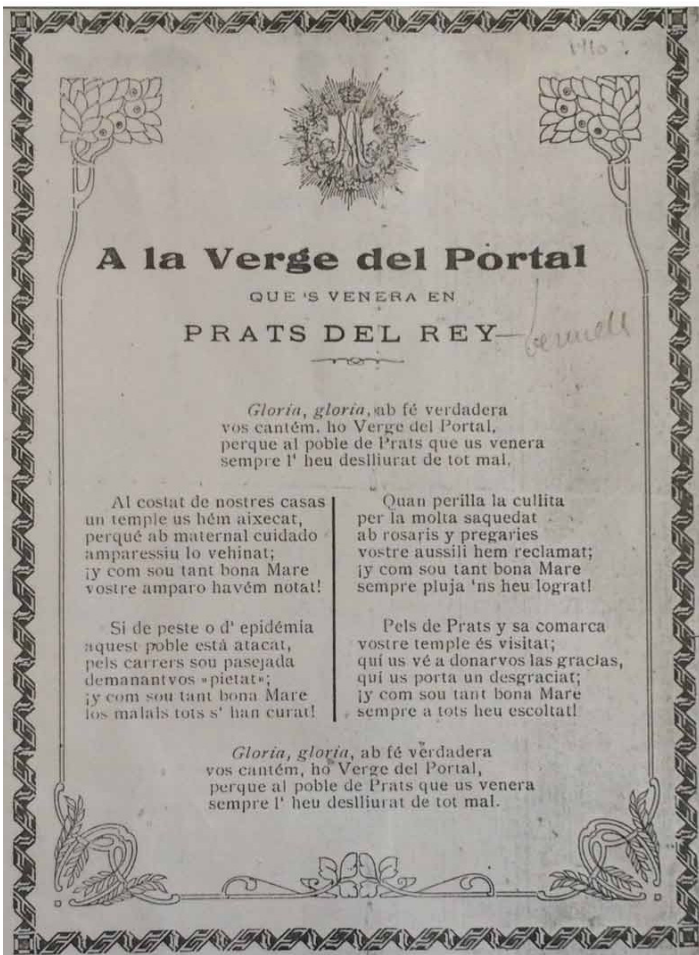 A la Verge del Portal
QUE 'S VENERA EN
PRATS DEL REY
Gloria, gloria, ab fé verdadera
vos cantém, ho Verge del Portal,
perque al poble de Prats que us venera
sempre l' heu deslliurat de tot mal.
Al costat de nostres casas
un temple us hém aixecat,
perqué ab maternal cuidado
amparessiu lo vehinat;
¡y com sou tant bona Mare
vostre amparo havém notat!
Si de peste o d' epidémia
aquest poble está atacat,
pels carrers sou pasejada
demanantvos «pietat»;
¡y com sou tant bona Mare
los malals tots s' han curat!
Quan perilla la cullita
per la molta saquedat
ab rosaris y pregaries
vostre aussili hem reclamat;
¡y com sou tant bona Mare
sempre pluja 'ns heu lograt!
Pels de Prats y sa comarca
vostre temple és visitat;
quí us vé a donarvos las gracias,
qui us porta un desgraciat;
¡y com sou tant bona Mare
sempre a tots heu escoltat!
Gloria, gloria, ab fé verdadera
vos cantém, ho Verge del Portal,
perque al poble de Prats que us venera
sempre l' heu deslliurat de tot mal.